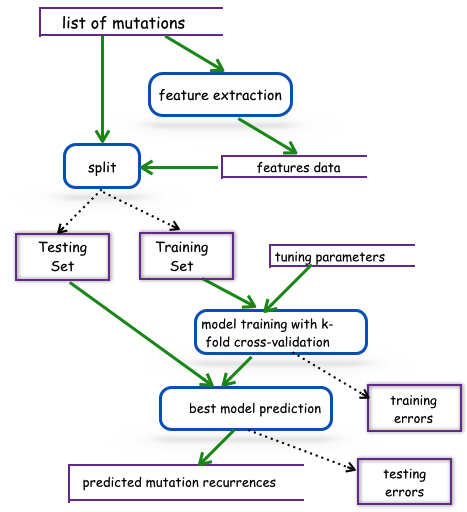 list of mutations
feature extraction
split
features data
Testing
Set
Training
Set
tuning parameters
model training with k-
fold cross-validation
best model prediction
training
errors
predicted mutation recurrences
testing
errors